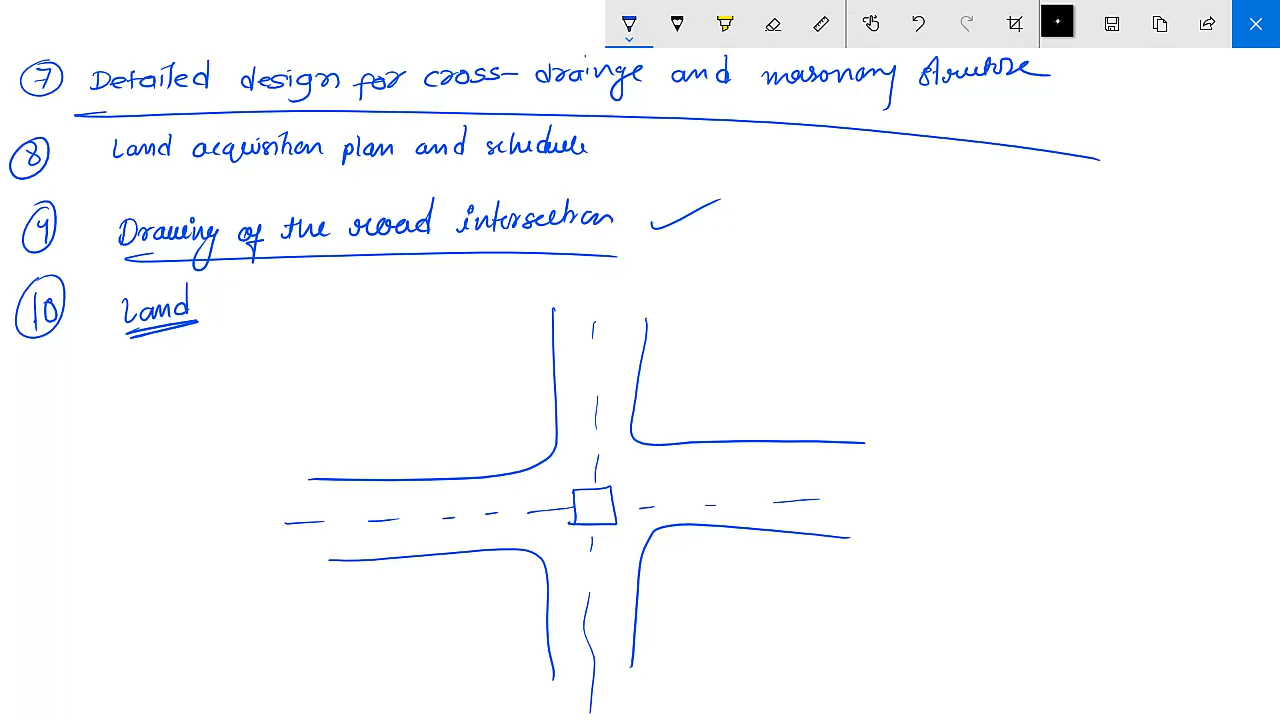 7 Detailed design for cross-drainge and masonary structure
8 Land acquisition plan and schedule
9 Drawing of the road intersection
10 Land